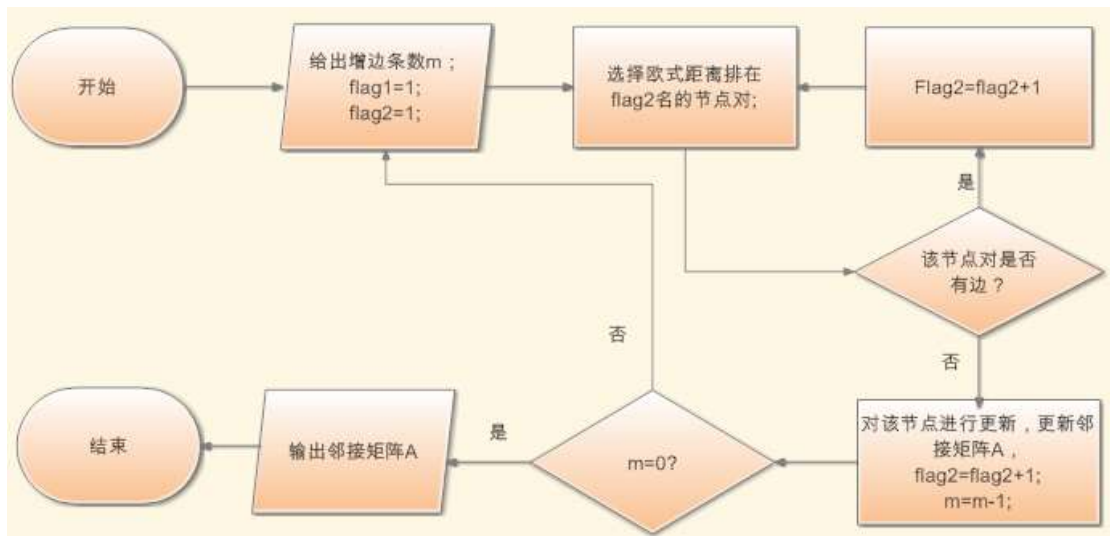 开始
给出增边条数m；
flag1=1;
flag2=1;
选择欧式距离排在
flag2名的节点对;
Flag2=flag2+1
是
该节点对是否
有边？
否
否
对该节点进行更新，更新邻
接矩阵A，
flag2=flag2+1;
m=m-1;
m=0?
是
输出邻接矩阵A
结束